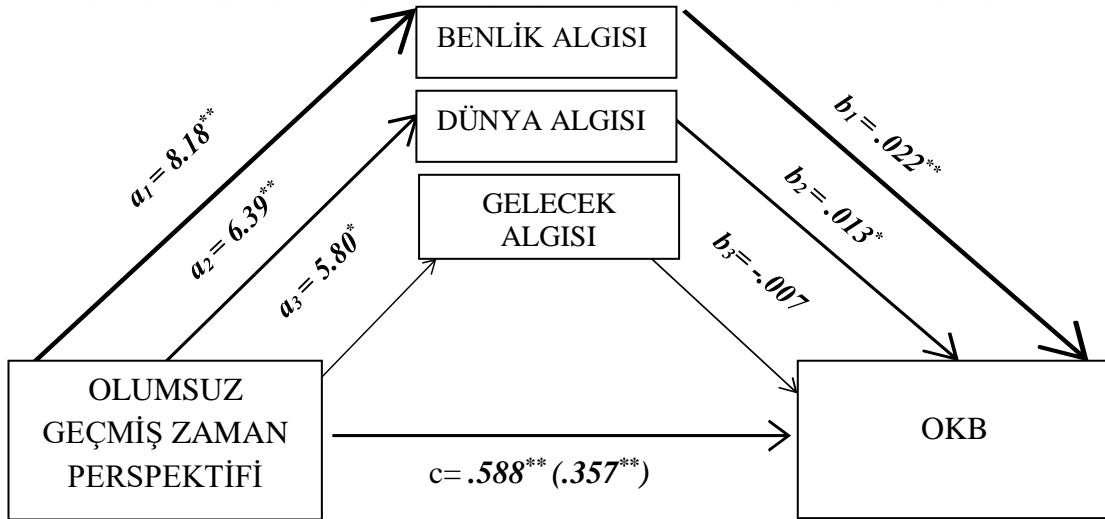 BENLİK ALGISI
DÜNYA ALGISI
GELECEK
ALGISI
a₁= 8.18**
a₂= 6.39**
a₃= 5.80*
b₁= .022**
b₂= .013*
b₃= -.007
OLUMSUZ
GEÇMİŞ ZAMAN
PERSPEKTİFİ
OKB
c= .588** (.357**)